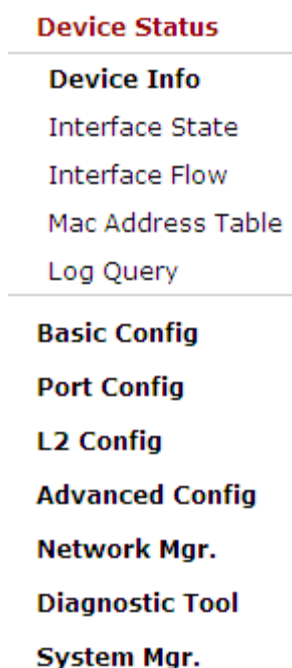 Device Status
Device Info
Interface State
Interface Flow
Mac Address Table
Log Query
Basic Config
Port Config
L2 Config
Advanced Config
Network Mgr.
Diagnostic Tool
System Mgr.